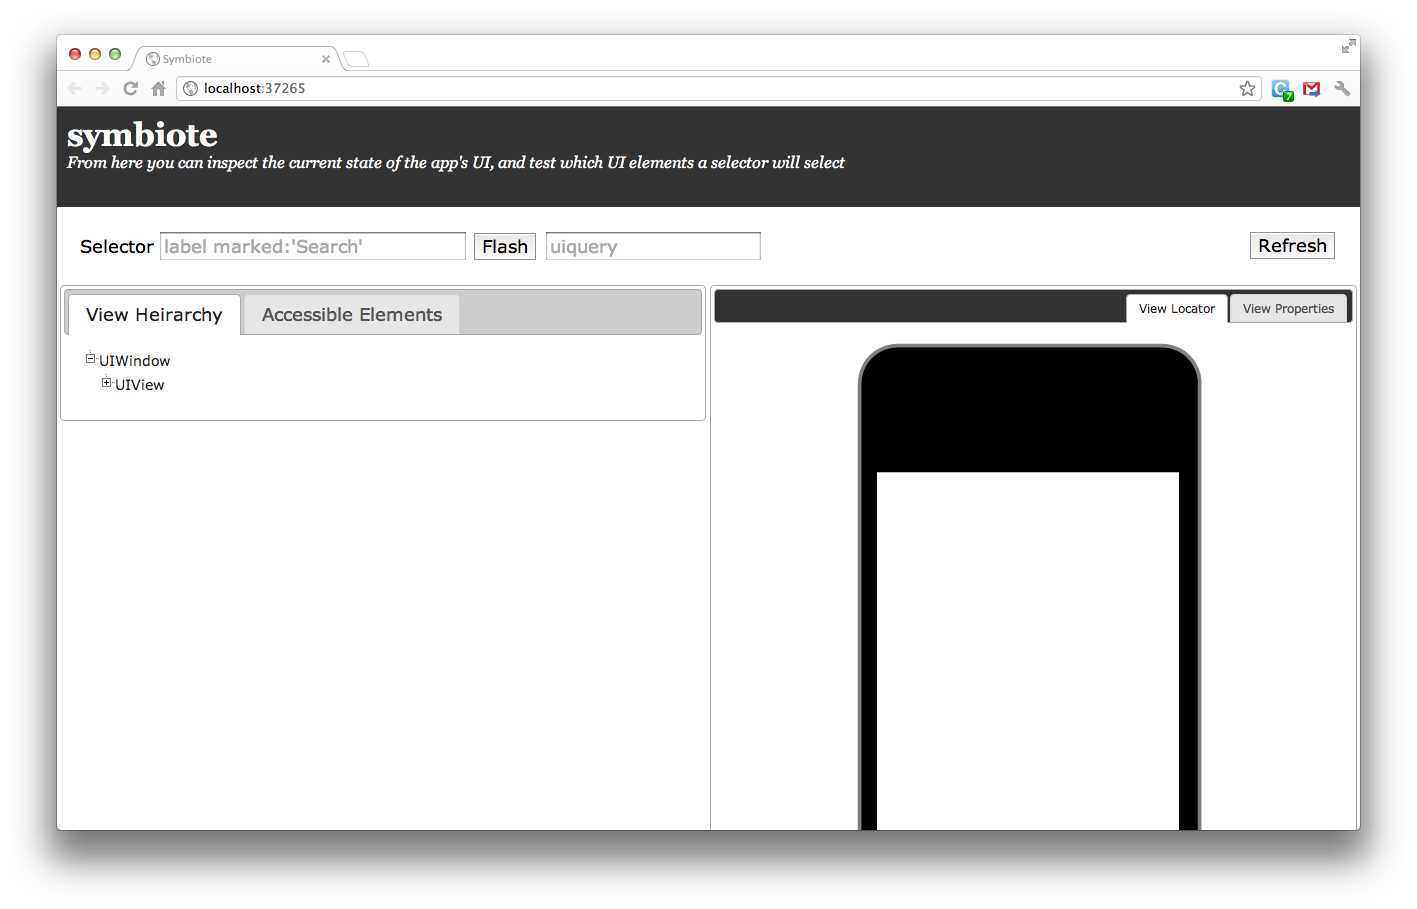 Symbiote
localhost:37265
C 7
symbiote
From here you can inspect the current state of the app's UI, and test which UI elements a selector will select
Selector label marked:'Search' Flash uiquery Refresh
View Heirarchy Accessible Elements
View Locator View Properties
UIWindow
UIView